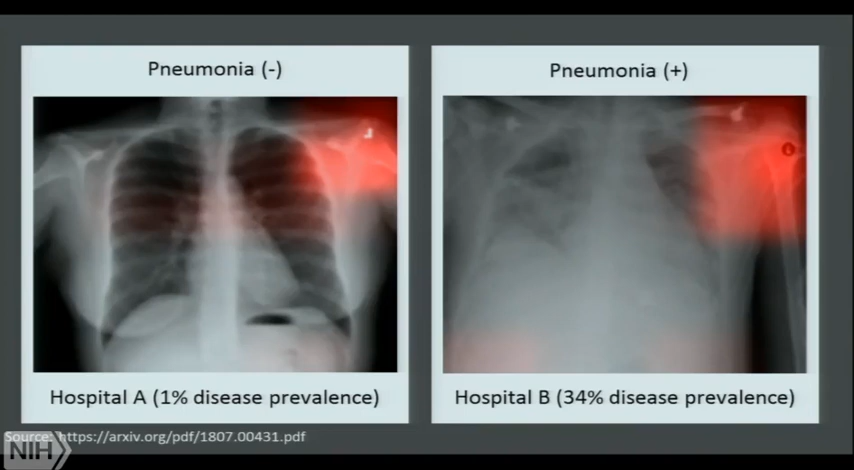 Pneumonia (-)
Pneumonia (+)
Hospital A (1% disease prevalence)
Hospital B (34% disease prevalence)
Source: https://arxiv.org/pdf/1807.00431.pdf
NIH